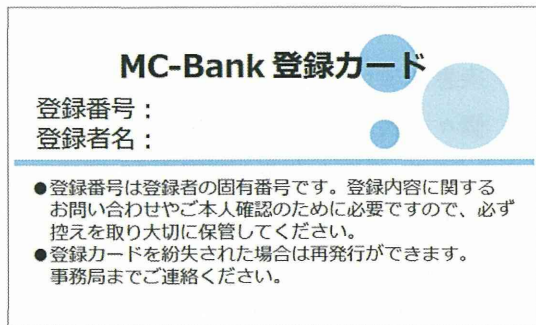 MC-Bank 登録カード
登録番号：
登録者名：
●登録番号は登録者の固有番号です。登録内容に関する
お問い合わせやご本人確認のために必要ですので、必ず
控えを取り大切に保管してください。
●登録カードを紛失された場合は再発行ができます。
事務局までご連絡ください。